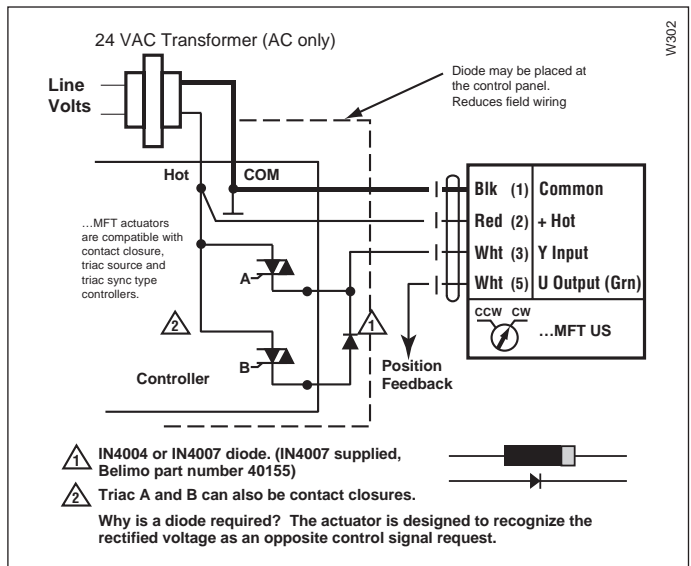 W302
24 VAC Transformer (AC only)
Line
Volts
Diode may be placed at
the control panel.
Reduces field wiring
Hot
COM
...MFT actuators
are compatible with
contact closure,
triac source and
triac sync type
controllers.
A
2
B
1
Controller
Position
Feedback
Blk (1) Common
Red (2) + Hot
Wht (3) Y Input
Wht (5) U Output (Grn)
CCW CW
...MFT US
1 IN4004 or IN4007 diode. (IN4007 supplied,
Belimo part number 40155)
2 Triac A and B can also be contact closures.
Why is a diode required? The actuator is designed to recognize the
rectified voltage as an opposite control signal request.